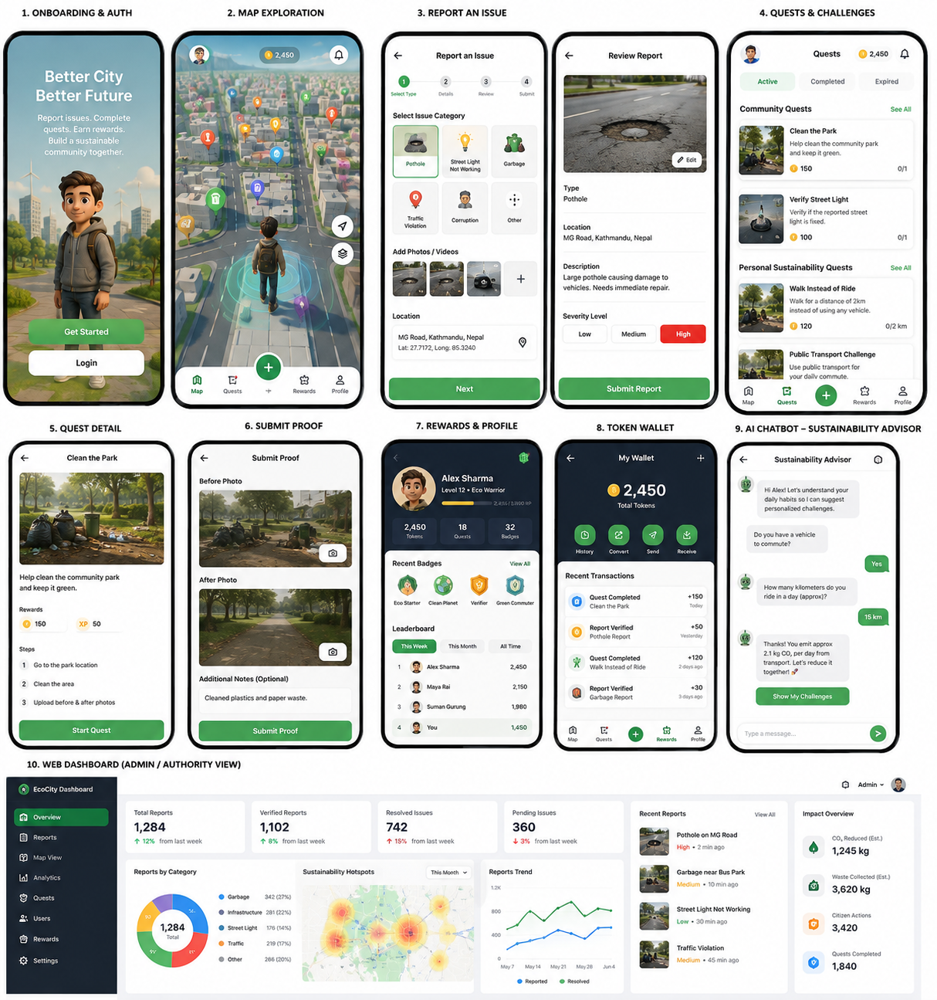 1. ONBOARDING & AUTH
Better City
Better Future
Report issues. Complete
quests. Earn rewards.
Build a sustainable
community together.
Get Started
Login
2. MAP EXPLORATION
2,450
Map
Quests
Rewards
Profile
3. REPORT AN ISSUE
Report an Issue
1
2
3
4
Select Type
Details
Review
Submit
Select Issue Category
Pothole
Street Light
Not Working
Garbage
Traffic
Violation
Corruption
Other
Add Photos / Videos
Location
MG Road, Kathmandu, Nepal
Lat: 27.7172, Long: 85.3240
Next
Review Report
Edit
Type
Pothole
Location
MG Road, Kathmandu, Nepal
Description
Large pothole causing damage to
vehicles. Needs immediate repair.
Severity Level
Low
Medium
High
Submit Report
4. QUESTS & CHALLENGES
Quests
2,450
Active
Completed
Expired
Community Quests
See All
Clean the Park
Help clean the community park
and keep it green.
150
0/1
Verify Street Light
Verify if the reported street
light is fixed.
100
0/1
Personal Sustainability Quests
See All
Walk Instead of Ride
Walk for a distance of 2km
instead of using any vehicle.
120
0/2 km
Public Transport Challenge
Use public transport for
your daily commute.
Map
Quests
Rewards
Profile
5. QUEST DETAIL
Clean the Park
Help clean the community park
and keep it green.
Rewards
150
XP 50
Steps
1 Go to the park location
2 Clean the area
3 Upload before & after photos
Start Quest
6. SUBMIT PROOF
Submit Proof
Before Photo
After Photo
Additional Notes (Optional)
Cleaned plastics and paper waste.
Submit Proof
7. REWARDS & PROFILE
Alex Sharma
Level 12 • Eco Warrior
2,450
Tokens
18
Quests
32
Badges
Recent Badges
View All
Eco Starter
Clean Planet
Verifier
Green Commuter
Leaderboard
This Week
This Month
All Time
1 Alex Sharma 2,450
2 Maya Rai 2,150
3 Suman Gurung 1,980
4 You 1,450
8. TOKEN WALLET
My Wallet
2,450
Total Tokens
History
Convert
Send
Receive
Recent Transactions
Quest Completed +150
Clean the Park Today
Report Verified +50
Pothole Report Yesterday
Quest Completed +120
Walk Instead of Ride 2 days ago
Report Verified +30
Garbage Report 3 days ago
Map
Quests
Rewards
Profile
9. AI CHATBOT – SUSTAINABILITY ADVISOR
Sustainability Advisor
Hi Alex! Let's understand your
daily habits so I can suggest
personalized challenges.
Do you have a vehicle
to commute?
Yes
How many kilometers do you
ride in a day (approx)?
15 km
Thanks! You emit approx
2.1 kg CO, per day from
transport. Let's reduce it
together! 🚀
Show My Challenges
Type a message...
10. WEB DASHBOARD (ADMIN / AUTHORITY VIEW)
EcoCity Dashboard
Overview
Reports
Map View
Analytics
Quests
Users
Rewards
Settings
Admin
Total Reports
1,284
↑ 12% from last week
Verified Reports
1,102
↑ 8% from last week
Resolved Issues
742
↑ 15% from last week
Pending Issues
360
↓ 3% from last week
Reports by Category
1,284
Total
Garbage 342 (27%)
Infrastructure 281 (22%)
Street Light 176 (14%)
Traffic 219 (17%)
Other 266 (20%)
Sustainability Hotspots
This Month
Reports Trend
1.2K
800
400
0
May 7
May 14
May 21
May 28
Jun 4
Reported
Resolved
Recent Reports
View All
Pothole on MG Road
High • 2 min ago
Garbage near Bus Park
Medium • 10 min ago
Street Light Not Working
Low • 30 min ago
Traffic Violation
Medium • 45 min ago
Impact Overview
CO₂ Reduced (Est.)
1,245 kg
Waste Collected (Est.)
3,620 kg
Citizen Actions
3,420
Quests Completed
1,840